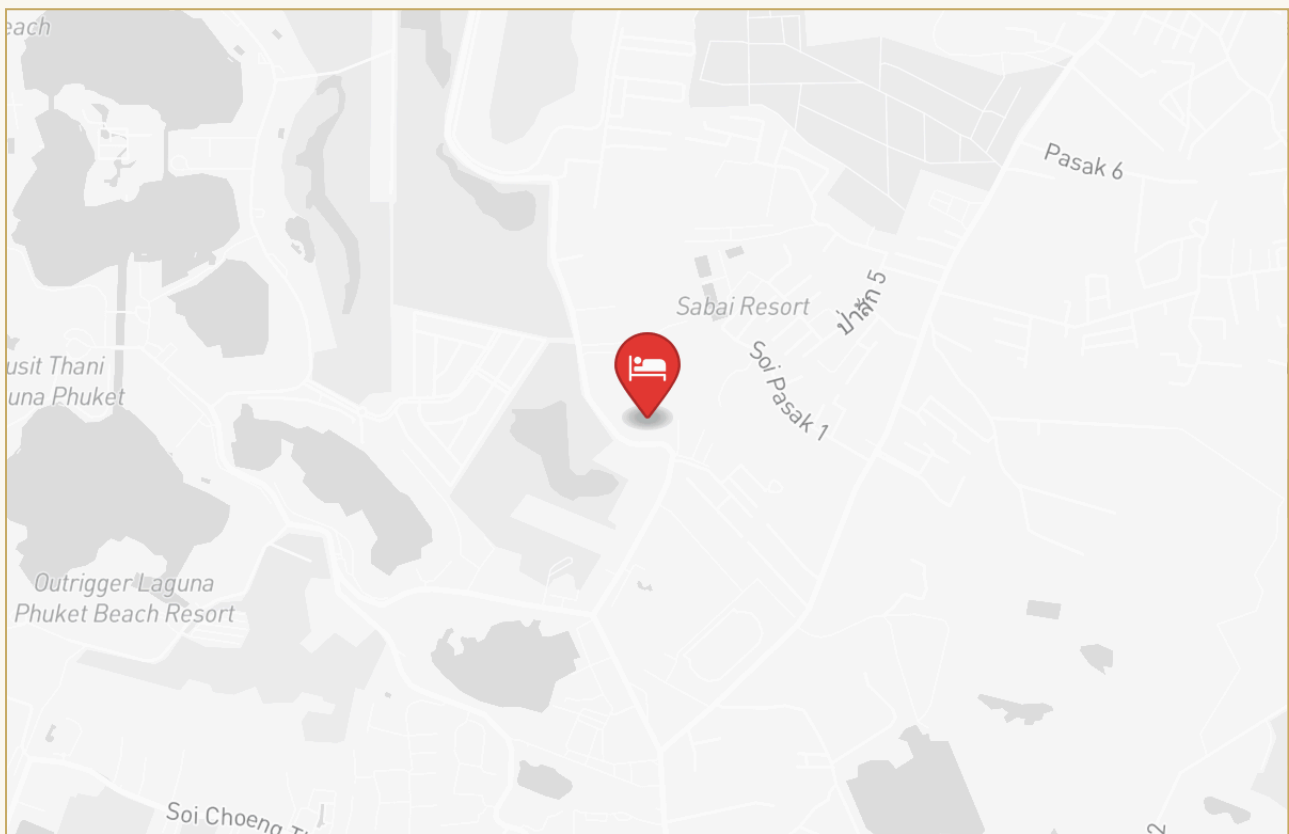 each
Pasak 6
Sabai Resort
ป่าสัก 5
usit Thani
una Phuket
Soi Pasak 1
Outrigger Laguna
Phuket Beach Resort
Soi Choeng
2